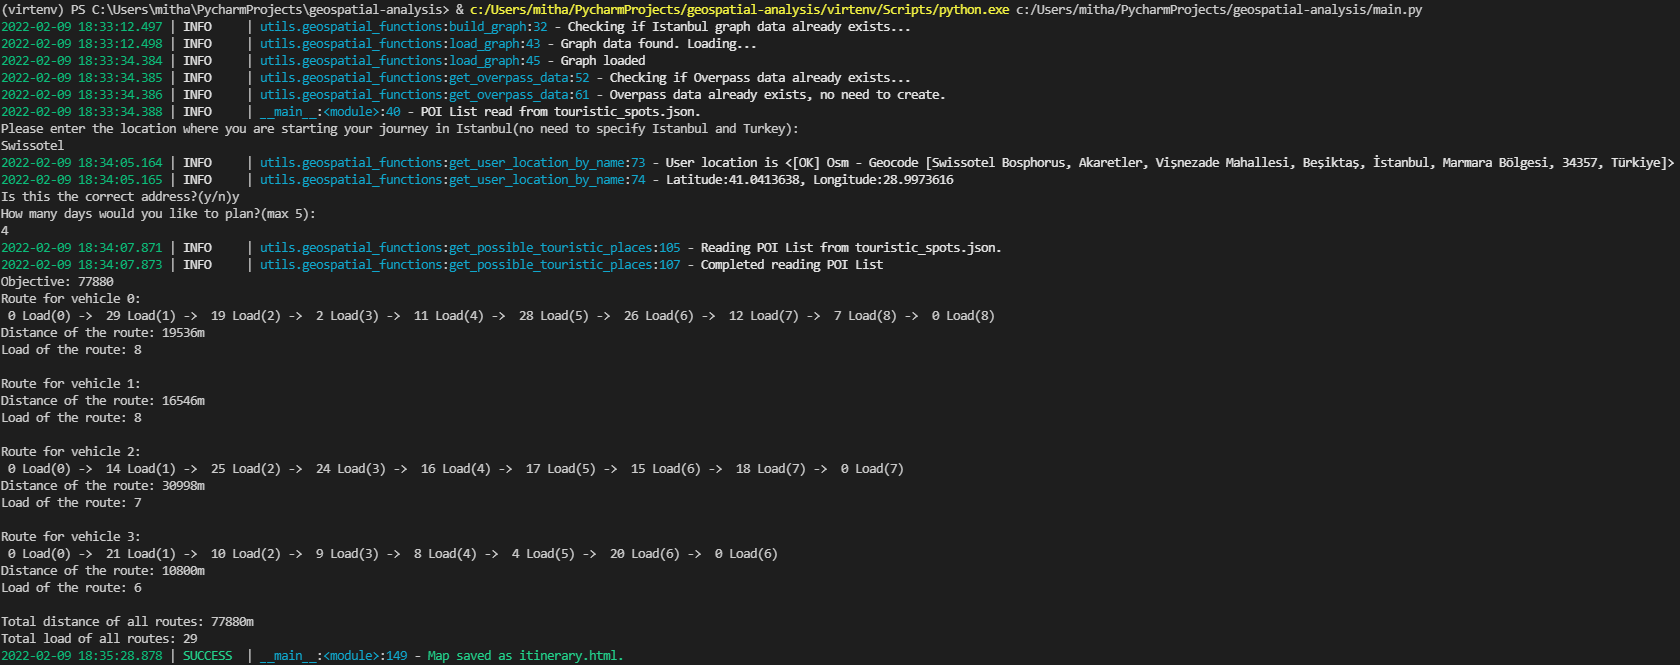 (virtenv) PS C:\Users\mitha\PycharmProjects\geospatial-analysis> & c:/Users/mitha/PycharmProjects/geospatial-analysis/virtenv/Scripts/python.exe c:/Users/mitha/PycharmProjects/geospatial-analysis/main.py
2022-02-09 18:33:12.497 | INFO     | utils.geospatial_functions:build_graph:32 - Checking if Istanbul graph data already exists...
2022-02-09 18:33:12.498 | INFO     | utils.geospatial_functions:load_graph:43 - Graph data found. Loading...
2022-02-09 18:33:34.384 | INFO     | utils.geospatial_functions:load_graph:45 - Graph loaded
2022-02-09 18:33:34.385 | INFO     | utils.geospatial_functions:get_overpass_data:52 - Checking if Overpass data already exists...
2022-02-09 18:33:34.386 | INFO     | utils.geospatial_functions:get_overpass_data:61 - Overpass data already exists, no need to create.
2022-02-09 18:33:34.388 | INFO     | __main__:<module>:40 - POI List read from touristic_spots.json.
Please enter the location where you are starting your journey in Istanbul(no need to specify Istanbul and Turkey):
Swissotel
2022-02-09 18:34:05.164 | INFO     | utils.geospatial_functions:get_user_location_by_name:73 - User location is <[OK] Osm - Geocode [Swissotel Bosphorus, Akaretler, Vişnezade Mahallesi, Beşiktaş, İstanbul, Marmara Bölgesi, 34357, Türkiye]>
2022-02-09 18:34:05.165 | INFO     | utils.geospatial_functions:get_user_location_by_name:74 - Latitude:41.0413638, Longitude:28.9973616
Is this the correct address?(y/n)y
How many days would you like to plan?(max 5):
4
2022-02-09 18:34:07.871 | INFO     | utils.geospatial_functions:get_possible_touristic_places:105 - Reading POI List from touristic_spots.json.
2022-02-09 18:34:07.873 | INFO     | utils.geospatial_functions:get_possible_touristic_places:107 - Completed reading POI List
Objective: 77880
Route for vehicle 0:
 0 Load(0) ->  29 Load(1) ->  19 Load(2) ->  2 Load(3) ->  11 Load(4) ->  28 Load(5) ->  26 Load(6) ->  12 Load(7) ->  7 Load(8) ->  0 Load(8)
Distance of the route: 19536m
Load of the route: 8

Route for vehicle 1:
Distance of the route: 16546m
Load of the route: 8

Route for vehicle 2:
 0 Load(0) ->  14 Load(1) ->  25 Load(2) ->  24 Load(3) ->  16 Load(4) ->  17 Load(5) ->  15 Load(6) ->  18 Load(7) ->  0 Load(7)
Distance of the route: 30998m
Load of the route: 7

Route for vehicle 3:
 0 Load(0) ->  21 Load(1) ->  10 Load(2) ->  9 Load(3) ->  8 Load(4) ->  4 Load(5) ->  20 Load(6) ->  0 Load(6)
Distance of the route: 10800m
Load of the route: 6

Total distance of all routes: 77880m
Total load of all routes: 29
2022-02-09 18:35:28.878 | SUCCESS  | __main__:<module>:149 - Map saved as itinerary.html.